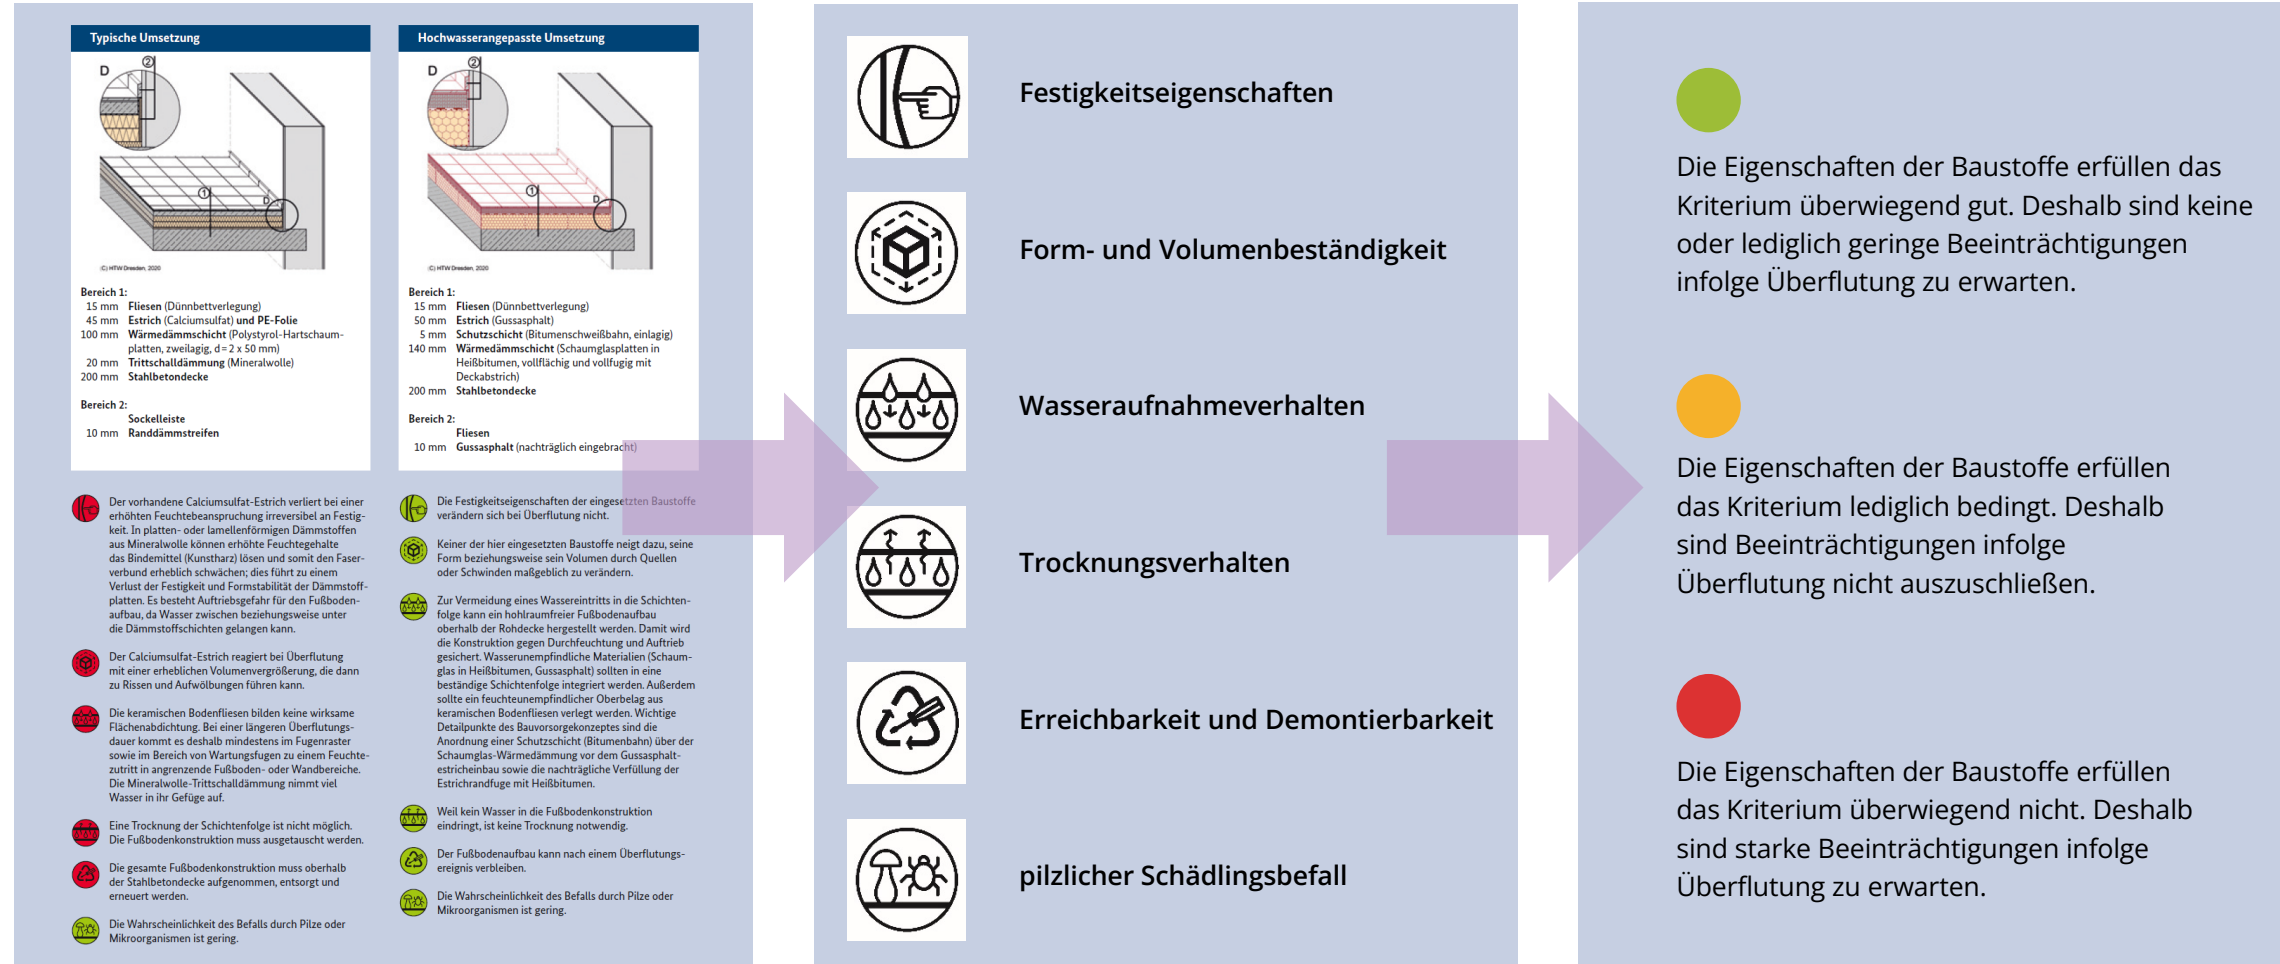 Typische Umsetzung
D
2
1
D
(C) HTW Dresden, 2020
Bereich 1:
15 mm Fliesen (Dünnbettverlegung)
45 mm Estrich (Calciumsulfat) und PE-Folie
100 mm Wärmedämmschicht (Polystyrol-Hartschaum-
platten, zweilagig, d = 2 x 50 mm)
20 mm Trittschalldämmung (Mineralwolle)
200 mm Stahlbetondecke
Bereich 2:
Sockelleiste
10 mm Randdämmstreifen
Der vorhandene Calciumsulfat-Estrich verliert bei einer
erhöhten Feuchtebeanspruchung irreversibel an Festig-
keit. In platten- oder lamellenförmigen Dämmstoffen
aus Mineralwolle können erhöhte Feuchtegehalte
das Bindemittel (Kunstharz) lösen und somit den Faser-
verbund erheblich schwächen; dies führt zu einem
Verlust der Festigkeit und Formstabilität der Dämmstoff-
platten. Es besteht Auftriebsgefahr für den Fußboden-
aufbau, da Wasser zwischen beziehungsweise unter
die Dämmstoffschichten gelangen kann.
Der Calciumsulfat-Estrich reagiert bei Überflutung
mit einer erheblichen Volumenvergrößerung, die dann
zu Rissen und Aufwölbungen führen kann.
Die keramischen Bodenfliesen bilden keine wirksame
Flächenabdichtung. Bei einer längeren Überflutungs-
dauer kommt es deshalb mindestens im Fugenraster
sowie im Bereich von Wartungsfugen zu einem Feuchte-
zutritt in angrenzende Fußboden- oder Wandbereiche.
Die Mineralwolle-Trittschalldämmung nimmt viel
Wasser in ihr Gefüge auf.
Eine Trocknung der Schichtenfolge ist nicht möglich.
Die Fußbodenkonstruktion muss ausgetauscht werden.
Die gesamte Fußbodenkonstruktion muss oberhalb
der Stahlbetondecke aufgenommen, entsorgt und
erneuert werden.
Die Wahrscheinlichkeit des Befalls durch Pilze oder
Mikroorganismen ist gering.
Hochwasserangepasste Umsetzung
D
2
1
D
(C) HTW Dresden, 2020
Bereich 1:
15 mm Fliesen (Dünnbettverlegung)
50 mm Estrich (Gussasphalt)
5 mm Schutzschicht (Bitumenschweißbahn, einlagig)
140 mm Wärmedämmschicht (Schaumglasplatten in
Heißbitumen, vollflächig und vollfugig mit
Deckabstrich)
200 mm Stahlbetondecke
Bereich 2:
Fliesen
10 mm Gussasphalt (nachträglich eingebracht)
Die Festigkeitseigenschaften der eingesetzten Baustoffe
verändern sich bei Überflutung nicht.
Keiner der hier eingesetzten Baustoffe neigt dazu, seine
Form beziehungsweise sein Volumen durch Quellen
oder Schwinden maßgeblich zu verändern.
Zur Vermeidung eines Wassereintritts in die Schichten-
folge kann ein hohlraumfreier Fußbodenaufbau
oberhalb der Rohdecke hergestellt werden. Damit wird
die Konstruktion gegen Durchfeuchtung und Auftrieb
gesichert. Wasserunempfindliche Materialien (Schaum-
glas in Heißbitumen, Gussasphalt) sollten in eine
beständige Schichtenfolge integriert werden. Außerdem
sollte ein feuchteunempfindlicher Oberbelag aus
keramischen Bodenfliesen verlegt werden. Wichtige
Detailpunkte des Bauvorsorgekonzeptes sind die
Anordnung einer Schutzschicht (Bitumenbahn) über der
Schaumglas-Wärmedämmung vor dem Gussasphalt-
estricheinbau sowie die nachträgliche Verfüllung der
Estrichrandfuge mit Heißbitumen.
Weil kein Wasser in die Fußbodenkonstruktion
eindringt, ist keine Trocknung notwendig.
Der Fußbodenaufbau kann nach einem Überflutungs-
ereignis verbleiben.
Die Wahrscheinlichkeit des Befalls durch Pilze oder
Mikroorganismen ist gering.
Festigkeitseigenschaften
Form- und Volumenbeständigkeit
Wasseraufnahmeverhalten
Trocknungsverhalten
Erreichbarkeit und Demontierbarkeit
pilzlicher Schädlingsbefall
Die Eigenschaften der Baustoffe erfüllen das
Kriterium überwiegend gut. Deshalb sind keine
oder lediglich geringe Beeinträchtigungen
infolge Überflutung zu erwarten.
Die Eigenschaften der Baustoffe erfüllen
das Kriterium lediglich bedingt. Deshalb
sind Beeinträchtigungen infolge
Überflutung nicht auszuschließen.
Die Eigenschaften der Baustoffe erfüllen
das Kriterium überwiegend nicht. Deshalb
sind starke Beeinträchtigungen infolge
Überflutung zu erwarten.